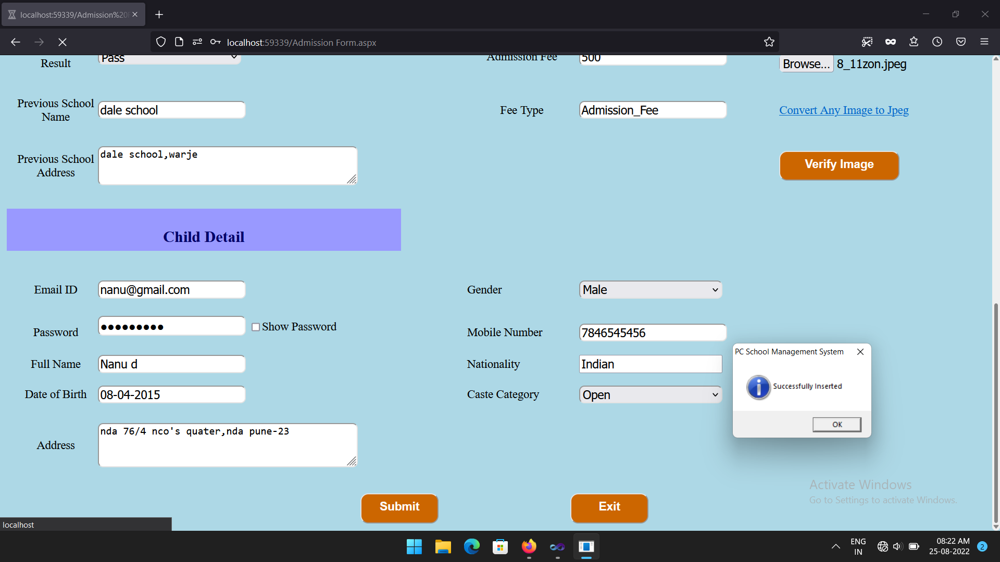 localhost:59339/Admission%20F
localhost:59339/Admission Form.aspx
Result
Pass
Admission Fee
500
Browse...
8_11zon.jpeg
Previous School
Name
dale school
Fee Type
Admission_Fee
Convert Any Image to Jpeg
Previous School
Address
dale school,warje
Verify Image
Child Detail
Email ID
nanu@gmail.com
Gender
Male
Password
Show Password
Mobile Number
7846545456
Full Name
Nanu d
Nationality
Indian
Date of Birth
08-04-2015
Caste Category
Open
Address
nda 76/4 nco's quater,nda pune-23
PC School Management System
Successfully Inserted
OK
Activate Windows
Go to Settings to activate Windows.
Submit
Exit
localhost
ENG
IN
08:22 AM
25-08-2022
2